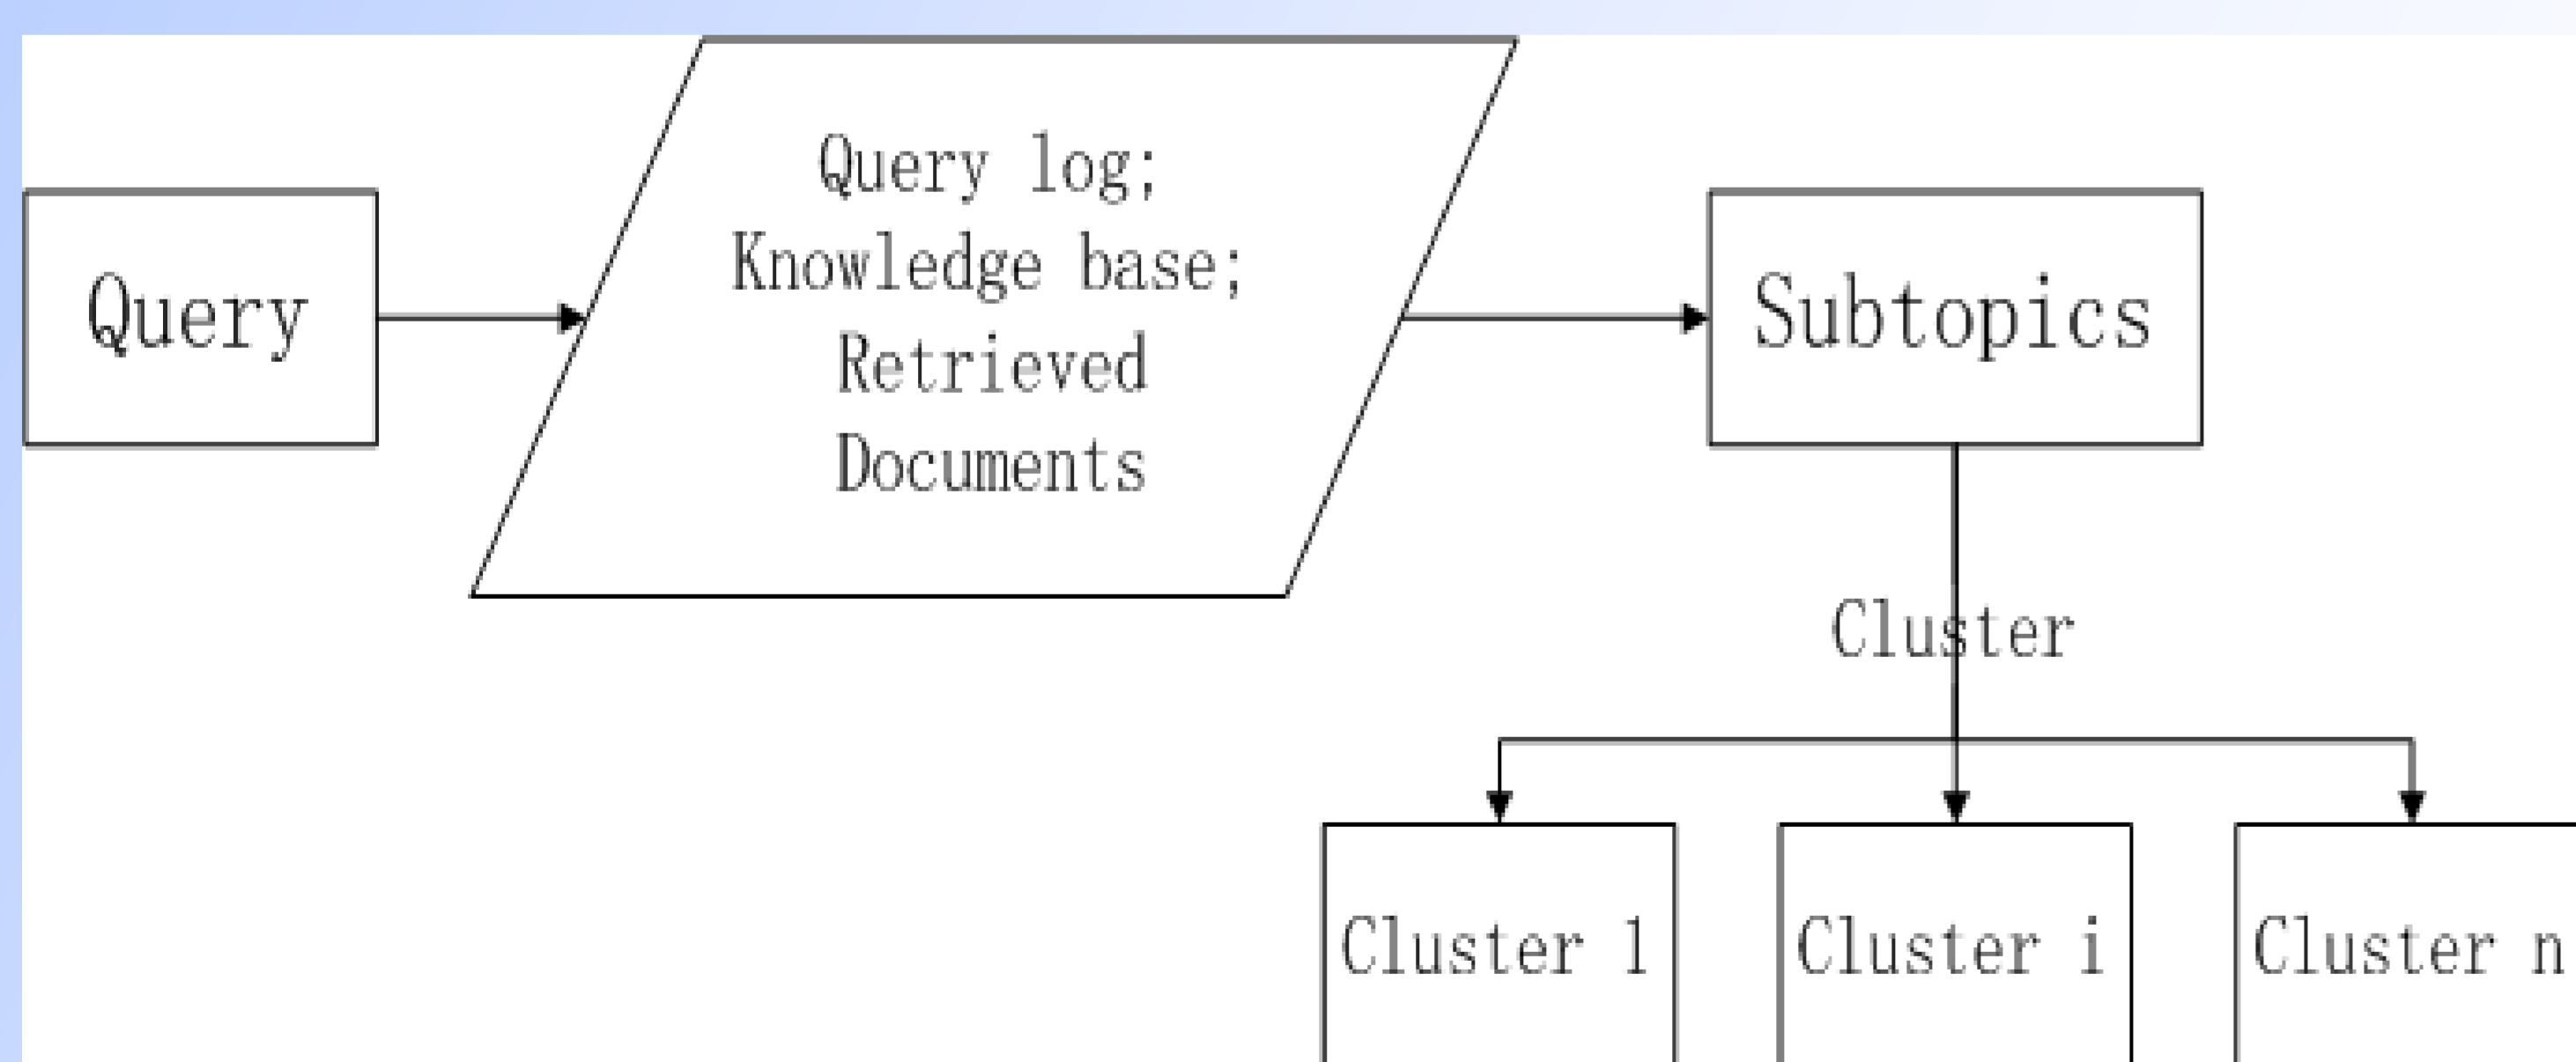 Query
Query log;
Knowledge base;
Retrieved
Documents
Subtopics
Cluster
Cluster 1
Cluster i
Cluster n